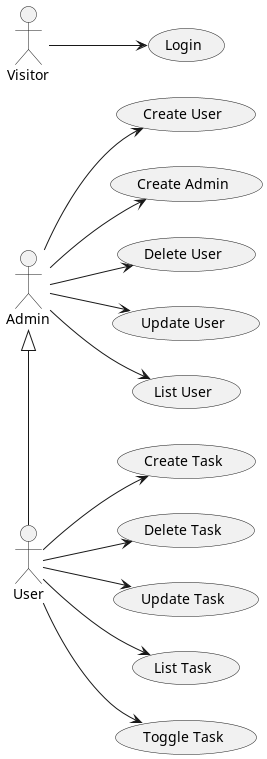 Visitor
Login
Create User
Create Admin
Delete User
Admin
Update User
List User
Create Task
Delete Task
User
Update Task
List Task
Toggle Task